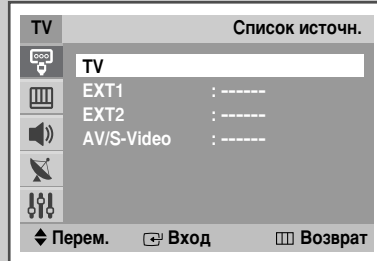 TV Список источн.
TV
EXT1 : ------
EXT2 : ------
AV/S-Video : ------
Перем. Вход Возврат